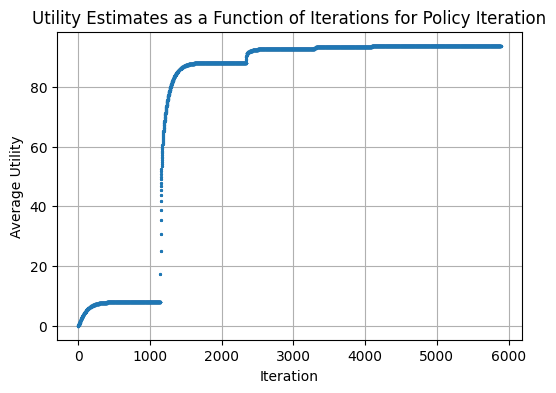 Utility Estimates as a Function of Iterations for Policy Iteration
Average Utility
80
60
40
20
0
0 1000 2000 3000 4000 5000 6000
Iteration